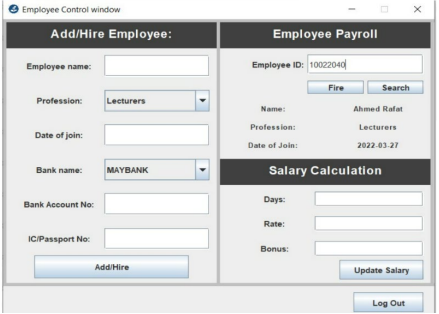 Employee Control window
Add/Hire Employee:
Employee name:
Profession: Lecturers
Date of join:
Bank name: MAYBANK
Bank Account No:
IC/Passport No:
Add/Hire
Employee Payroll
Employee ID: 10022040
Fire Search
Name: Ahmed Rafat
Profession: Lecturers
Date of Join: 2022-03-27
Salary Calculation
Days:
Rate:
Bonus:
Update Salary
Log Out